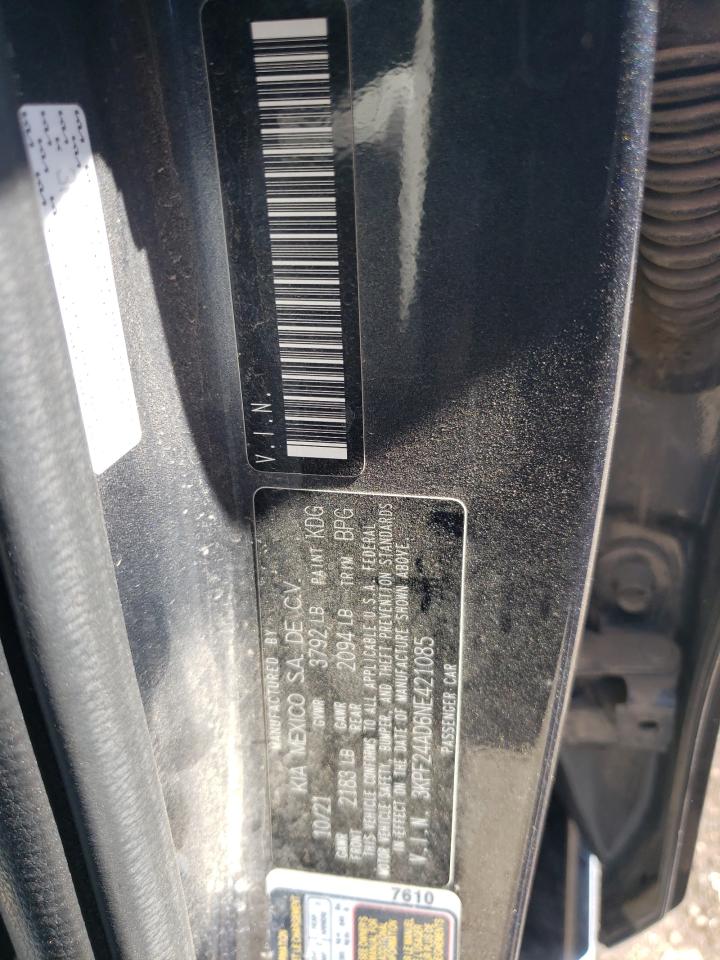 V.I.N.
MANUFACTURED BY
KIA MEXICO S.A. DE C.V.
10/21 GVWR 3792 LB PAINT KDG
GAWR FRONT 2183 LB GAWR REAR 2094 LB TRIM BPG
THIS VEHICLE CONFORMS TO ALL APPLICABLE U.S.A. FEDERAL
MOTOR VEHICLE SAFETY, BUMPER, AND THEFT PREVENTION STANDARDS
IN EFFECT ON THE DATE OF MANUFACTURE SHOWN ABOVE.
V.I.N. 3KPF24AD6NE421085
PASSENGER CAR
7610